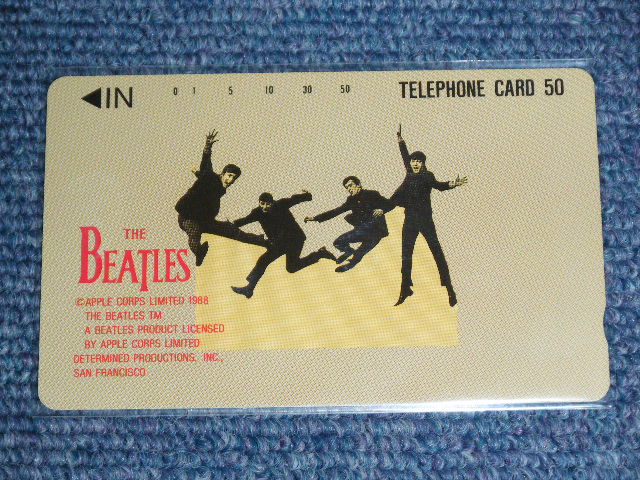 ◀IN
0 1 5 10 30 50
TELEPHONE CARD 50
THE
BEATLES
©APPLE CORPS LIMITED 1988
THE BEATLES TM
A BEATLES PRODUCT LICENSED
BY APPLE CORPS LIMITED
DETERMINED PRODUCTIONS, INC.,
SAN FRANCISCO